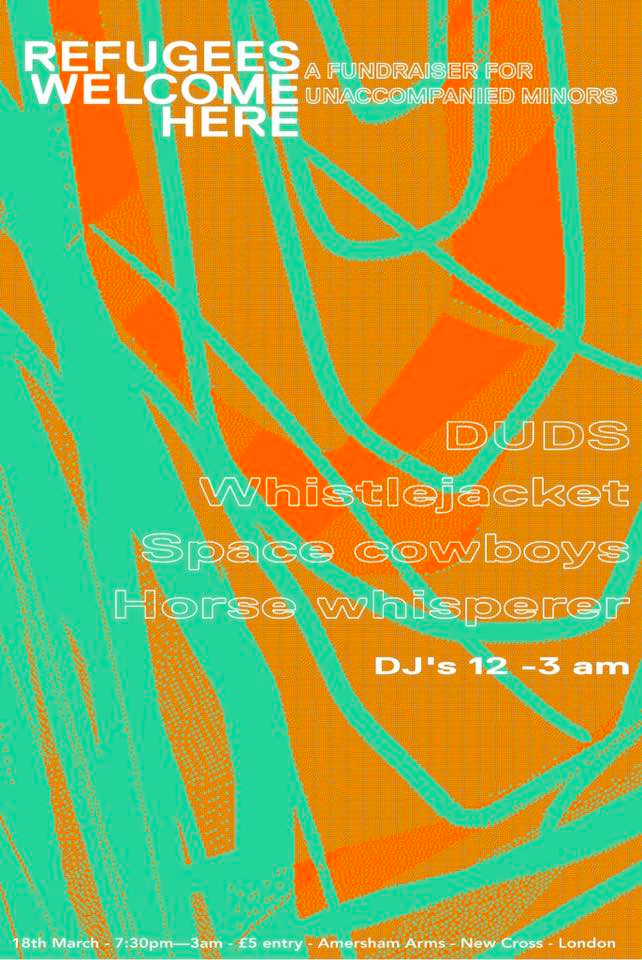 REFUGEES
WELCOME
HERE
A FUNDRAISER FOR
UNACCOMPANIED MINORS
DUDS
Whistlejacket
Space cowboys
Horse whisperer
DJ's 12 -3 am
18th March - 7:30pm—3am - £5 entry - Amersham Arms - New Cross - London